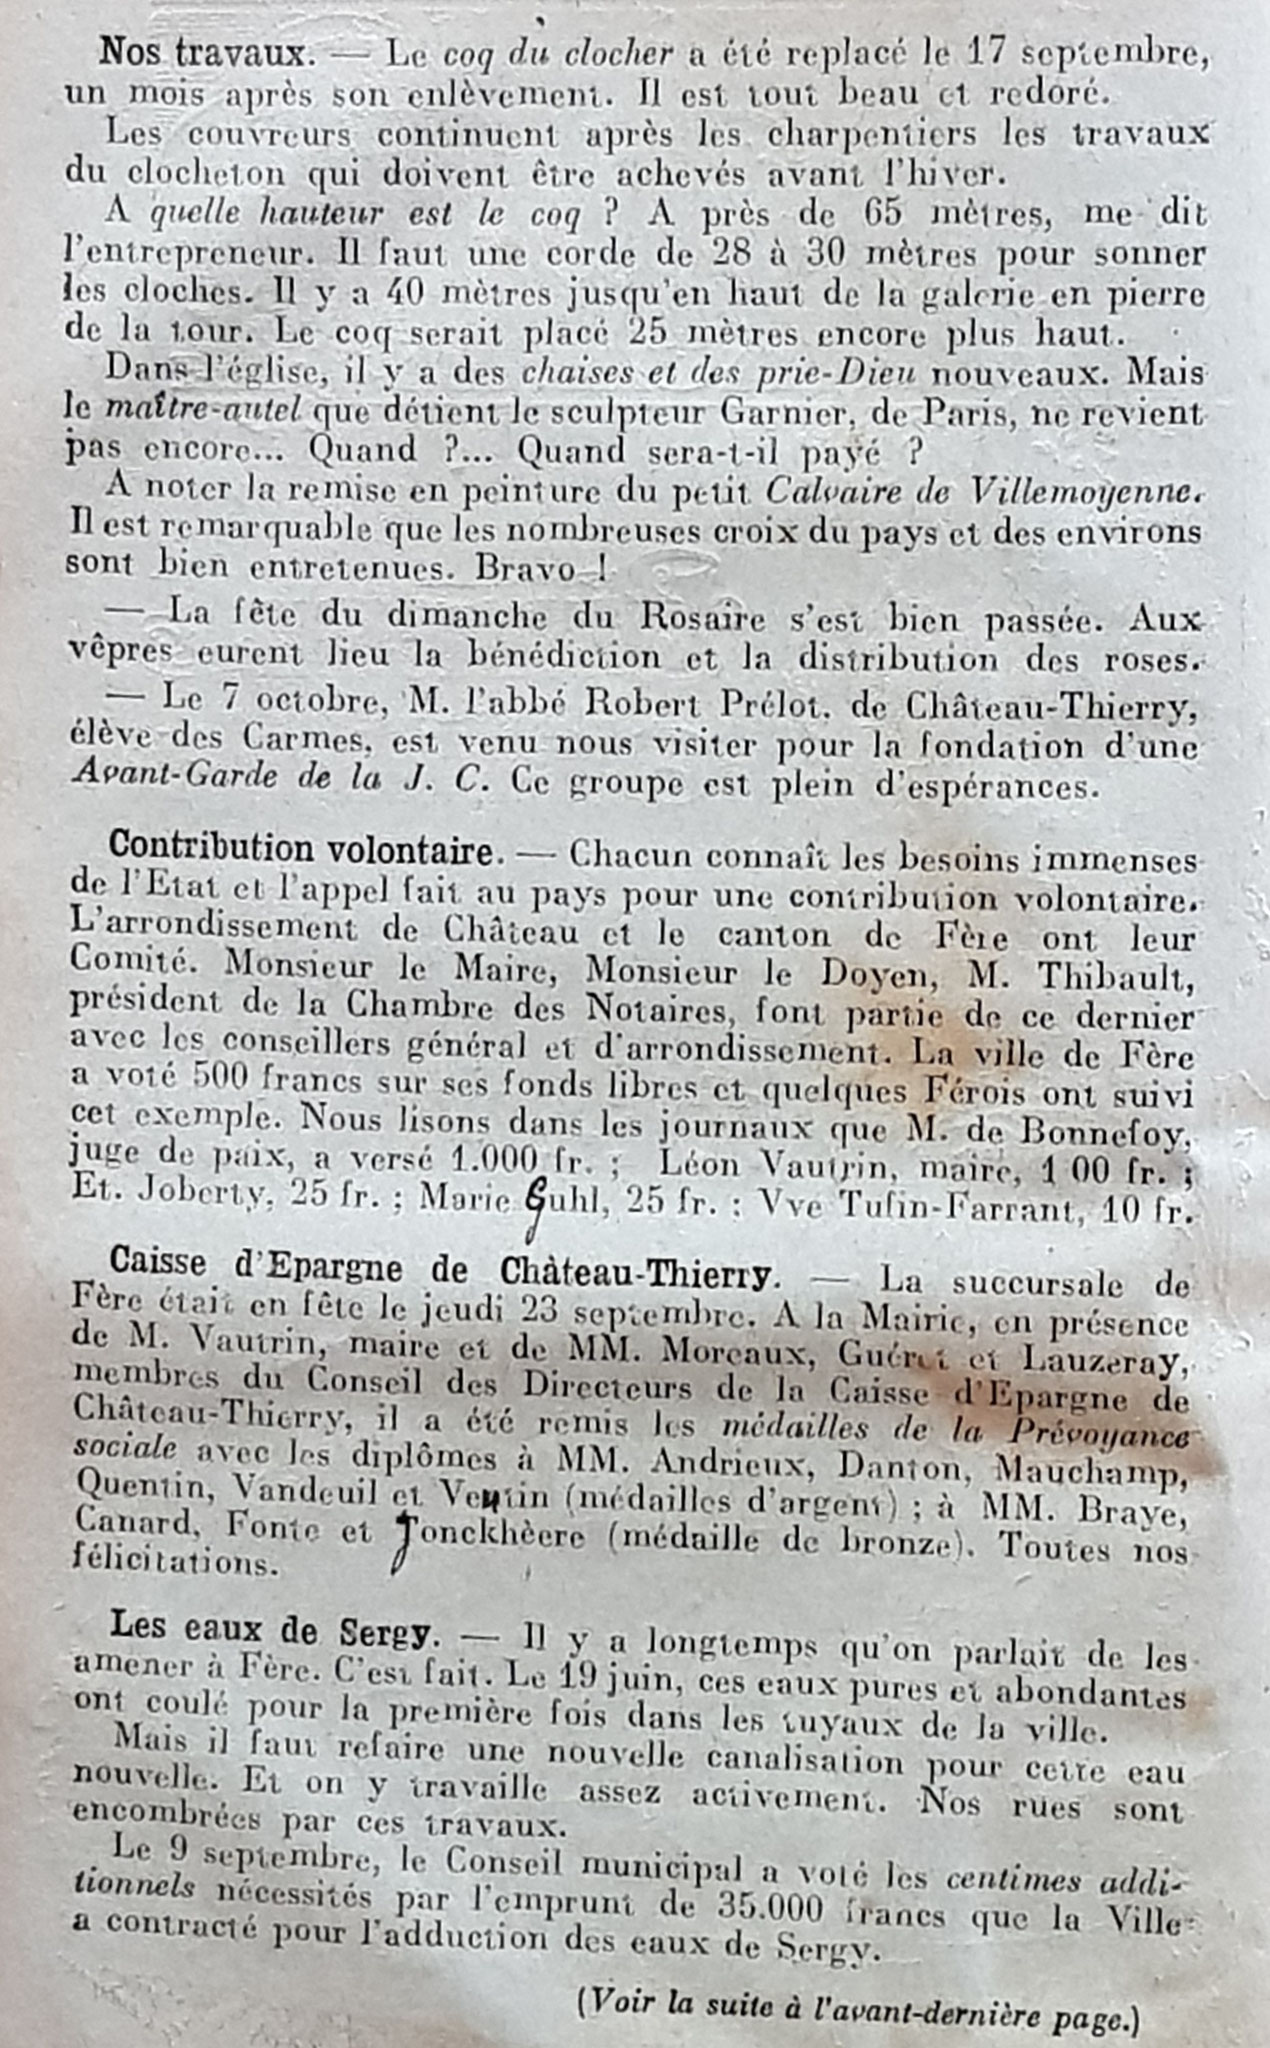 Nos travaux. — Le coq du clocher a été replacé le 17 septembre,
un mois après son enlèvement. Il est tout beau et redoré.
Les couvreurs continuent après les charpentiers les travaux
du clocheton qui doivent être achevés avant l'hiver.
A quelle hauteur est le coq ? A près de 65 mètres, me dit
l'entrepreneur. Il faut une corde de 28 à 30 mètres pour sonner
les cloches. Il y a 40 mètres jusqu'en haut de la galerie en pierre
de la tour. Le coq serait placé 25 mètres encore plus haut.
Dans l'église, il y a des chaises et des prie-Dieu nouveaux. Mais
le maître-autel que détient le sculpteur Garnier, de Paris, ne revient
pas encore... Quand ?... Quand sera-t-il payé ?
A noter la remise en peinture du petit Calvaire de Villemoyenne.
Il est remarquable que les nombreuses croix du pays et des environs
sont bien entretenues. Bravo !
— La fête du dimanche du Rosaire s'est bien passée. Aux
vêpres eurent lieu la bénédiction et la distribution des roses.
— Le 7 octobre, M. l'abbé Robert Prélot, de Château-Thierry,
élève des Carmes, est venu nous visiter pour la fondation d'une
Avant-Garde de la J. C. Ce groupe est plein d'espérances.
Contribution volontaire. — Chacun connaît les besoins immenses
de l'Etat et l'appel fait au pays pour une contribution volontaire.
L'arrondissement de Château et le canton de Fère ont leur
Comité. Monsieur le Maire, Monsieur le Doyen, M. Thibault,
président de la Chambre des Notaires, font partie de ce dernier
avec les conseillers général et d'arrondissement. La ville de Fère
a voté 500 francs sur ses fonds libres et quelques Férois ont suivi
cet exemple. Nous lisons dans les journaux que M. de Bonnefoy,
juge de paix, a versé 1.000 fr. ; Léon Vautrin, maire, 1 00 fr. ;
Et. Joberty, 25 fr. ; Marie Guhl, 25 fr. ; Vve Tufin-Farrant, 10 fr.
Caisse d'Epargne de Château-Thierry. — La succursale de
Fère était en fête le jeudi 23 septembre. A la Mairie, en présence
de M. Vautrin, maire et de MM. Moreaux, Guéret et Lauzeray,
membres du Conseil des Directeurs de la Caisse d'Epargne de
Château-Thierry, il a été remis les médailles de la Prévoyance
sociale avec les diplômes à MM. Andrieux, Danton, Mauchamp,
Quentin, Vandeuil et Ventin (médailles d'argent) ; à MM. Braye,
Canard, Fonte et Jonckhèere (médaille de bronze). Toutes nos
félicitations.
Les eaux de Sergy. — Il y a longtemps qu'on parlait de les
amener à Fère. C'est fait. Le 19 juin, ces eaux pures et abondantes
ont coulé pour la première fois dans les tuyaux de la ville.
Mais il faut refaire une nouvelle canalisation pour cette eau
nouvelle. Et on y travaille assez activement. Nos rues sont
encombrées par ces travaux.
Le 9 septembre, le Conseil municipal a voté les centimes addi-
tionnels nécessités par l'emprunt de 35.000 francs que la Ville
a contracté pour l'adduction des eaux de Sergy.
(Voir la suite à l'avant-dernière page.)